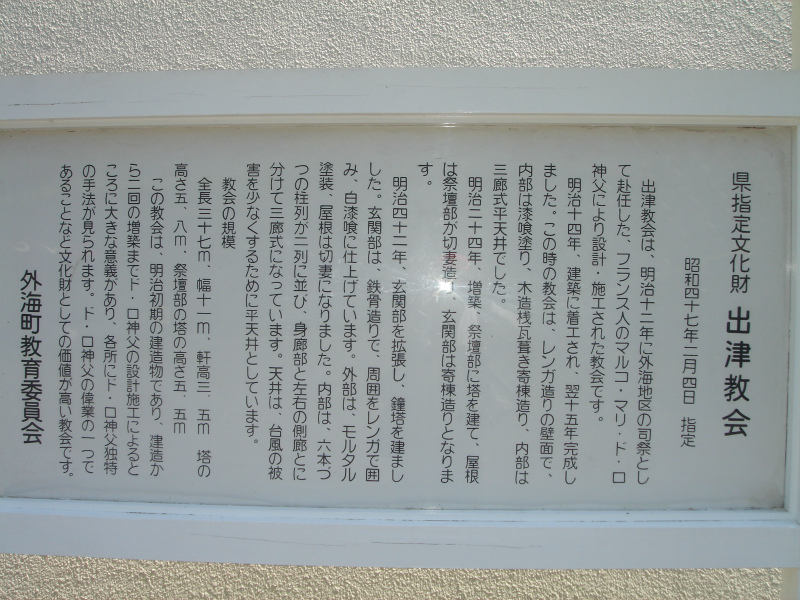 県指定文化財 出津教会
昭和四十七年二月四日 指定
出津教会は、明治十二年に外海地区の司祭とし
て赴任した、フランス人のマルコ・マリ・ド・ロ
神父により設計・施工された教会です。
明治十四年、建築に着工され、翌十五年完成し
ました。この時の教会は、レンガ造りの壁面で、
内部は漆喰塗り、木造桟瓦葺き寄棟造り、内部は
三廊式平天井でした。
明治二十四年、増築、祭壇部に塔を建て、屋根
は祭壇部が切妻造り、玄関部は寄棟造りとなりま
す。
明治四十二年、玄関部を拡張し、鐘塔を建まし
した。玄関部は、鉄骨造りで、周囲をレンガで囲
み、白漆喰に仕上げています。外部は、モルタル
塗装、屋根は切妻になりました。内部は、六本づ
つの柱列が二列に並び、身廊部と左右の側廊とに
分けて三廊式になっています。天井は、台風の被
害を少なくするために平天井としています。
教会の規模
全長三十七m、幅十一m、軒高三、五m 塔の
高さ五、八m、祭壇部の塔の高さ五、五m
この教会は、明治初期の建造物であり、建造か
ら二回の増築までド・ロ神父の設計施工によると
ころに大きな意義があり、各所にド・ロ神父独特
の手法が見られます。ド・ロ神父の偉業の一つで
あることなど文化財としての価値が高い教会です。
外海町教育委員会